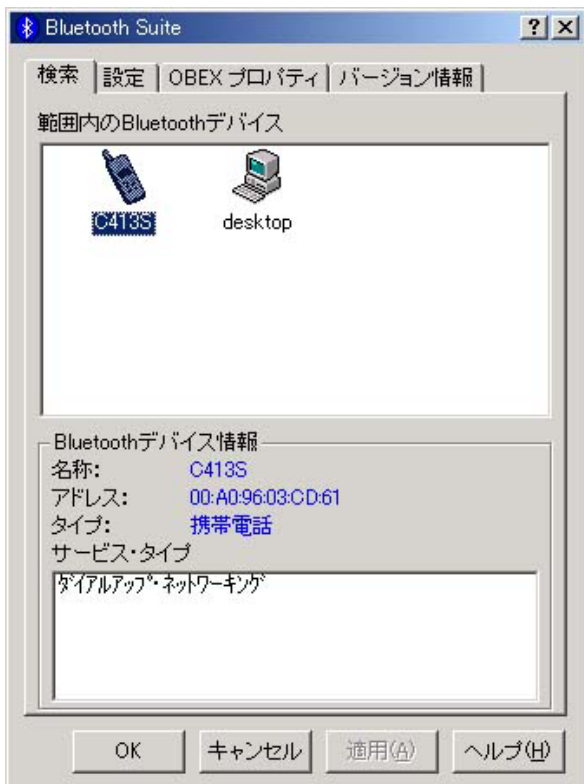 Bluetooth Suite
検索 設定 OBEX プロパティ バージョン情報
範囲内のBluetoothデバイス
C413S desktop
Bluetoothデバイス情報
名称: C413S
アドレス: 00:A0:96:03:CD:61
タイプ: 携帯電話
サービス・タイプ
ﾀﾞｲｱﾙｱｯﾌﾟ･ﾈｯﾄﾜｰｷﾝｸﾞ
OK キャンセル 適用(A) ヘルプ(H)